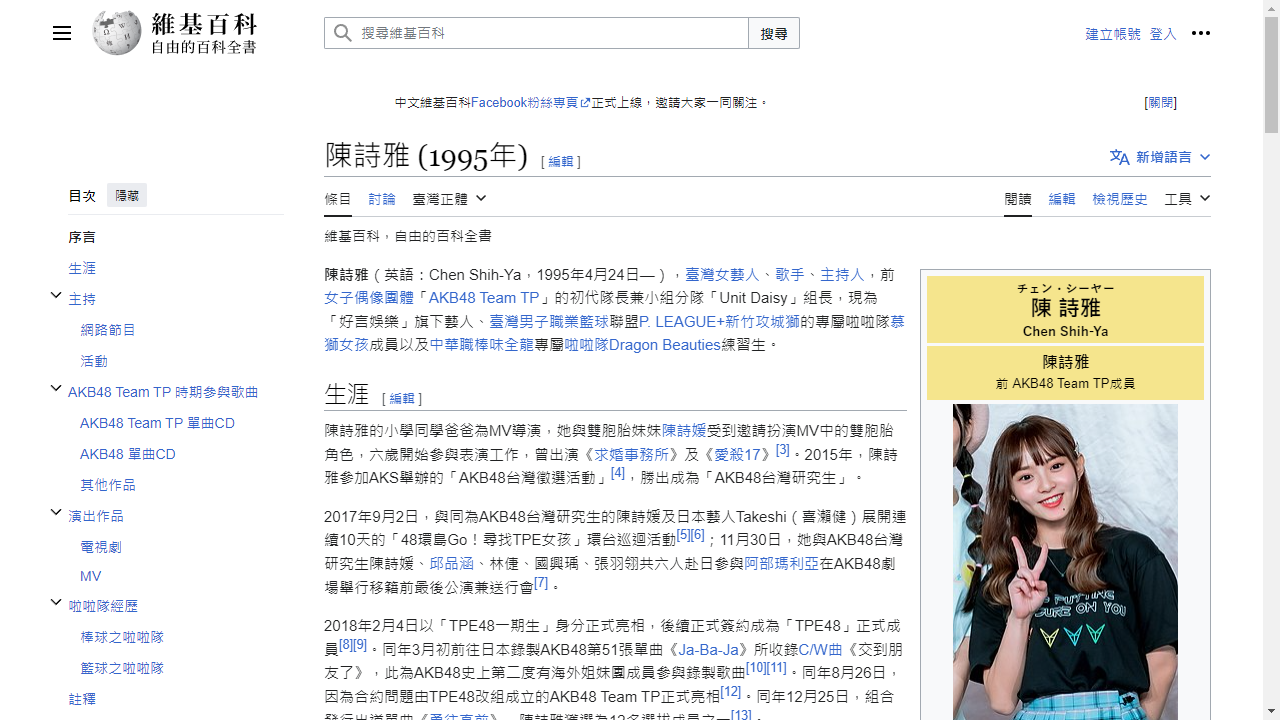 維基百科
自由的百科全書
搜尋維基百科
搜尋
建立帳號 登入
中文維基百科Facebook粉絲專頁正式上線，邀請大家一同關注。
[關閉]
陳詩雅 (1995年) [ 編輯 ]
新增語言
條目 討論 臺灣正體
閱讀 編輯 檢視歷史 工具
維基百科，自由的百科全書
目次 隱藏
序言
生涯
主持
網路節目
活動
AKB48 Team TP 時期參與歌曲
AKB48 Team TP 單曲CD
AKB48 單曲CD
其他作品
演出作品
電視劇
MV
啦啦隊經歷
棒球之啦啦隊
籃球之啦啦隊
註釋
陳詩雅（英語：Chen Shih-Ya，1995年4月24日—），臺灣女藝人、歌手、主持人，前
女子偶像團體「AKB48 Team TP」的初代隊長兼小組分隊「Unit Daisy」組長，現為
「好言娛樂」旗下藝人、臺灣男子職業籃球聯盟P. LEAGUE+新竹攻城獅的專屬啦啦隊慕
獅女孩成員以及中華職棒味全龍專屬啦啦隊Dragon Beauties練習生。
生涯 [ 編輯 ]
陳詩雅的小學同學爸爸為MV導演，她與雙胞胎妹妹陳詩媛受到邀請扮演MV中的雙胞胎
角色，六歲開始參與表演工作，曾出演《求婚事務所》及《愛殺17》[3]。2015年，陳詩
雅參加AKS舉辦的「AKB48台灣徵選活動」[4]，勝出成為「AKB48台灣研究生」。
2017年9月2日，與同為AKB48台灣研究生的陳詩媛及日本藝人Takeshi（喜瀨健）展開連
續10天的「48環島Go！尋找TPE女孩」環台巡迴活動[5][6]；11月30日，她與AKB48台灣
研究生陳詩媛、邱品涵、林倢、國興瑀、張羽翎共六人赴日參與阿部瑪利亞在AKB48劇
場舉行移籍前最後公演兼送行會[7]。
2018年2月4日以「TPE48一期生」身分正式亮相，後續正式簽約成為「TPE48」正式成
員[8][9]。同年3月初前往日本錄製AKB48第51張單曲《Ja-Ba-Ja》所收錄C/W曲《交到朋
友了》，此為AKB48史上第二度有海外姐妹團成員參與錄製歌曲[10][11]。同年8月26日，
因為合約問題由TPE48改組成立的AKB48 Team TP正式亮相[12]。同年12月25日，組合
發行出道單曲《勇往直前》，陳詩雅獲選為12名選拔成員之一[13]。
チェン・シーヤー
陳 詩雅
Chen Shih-Ya
陳詩雅
前 AKB48 Team TP成員